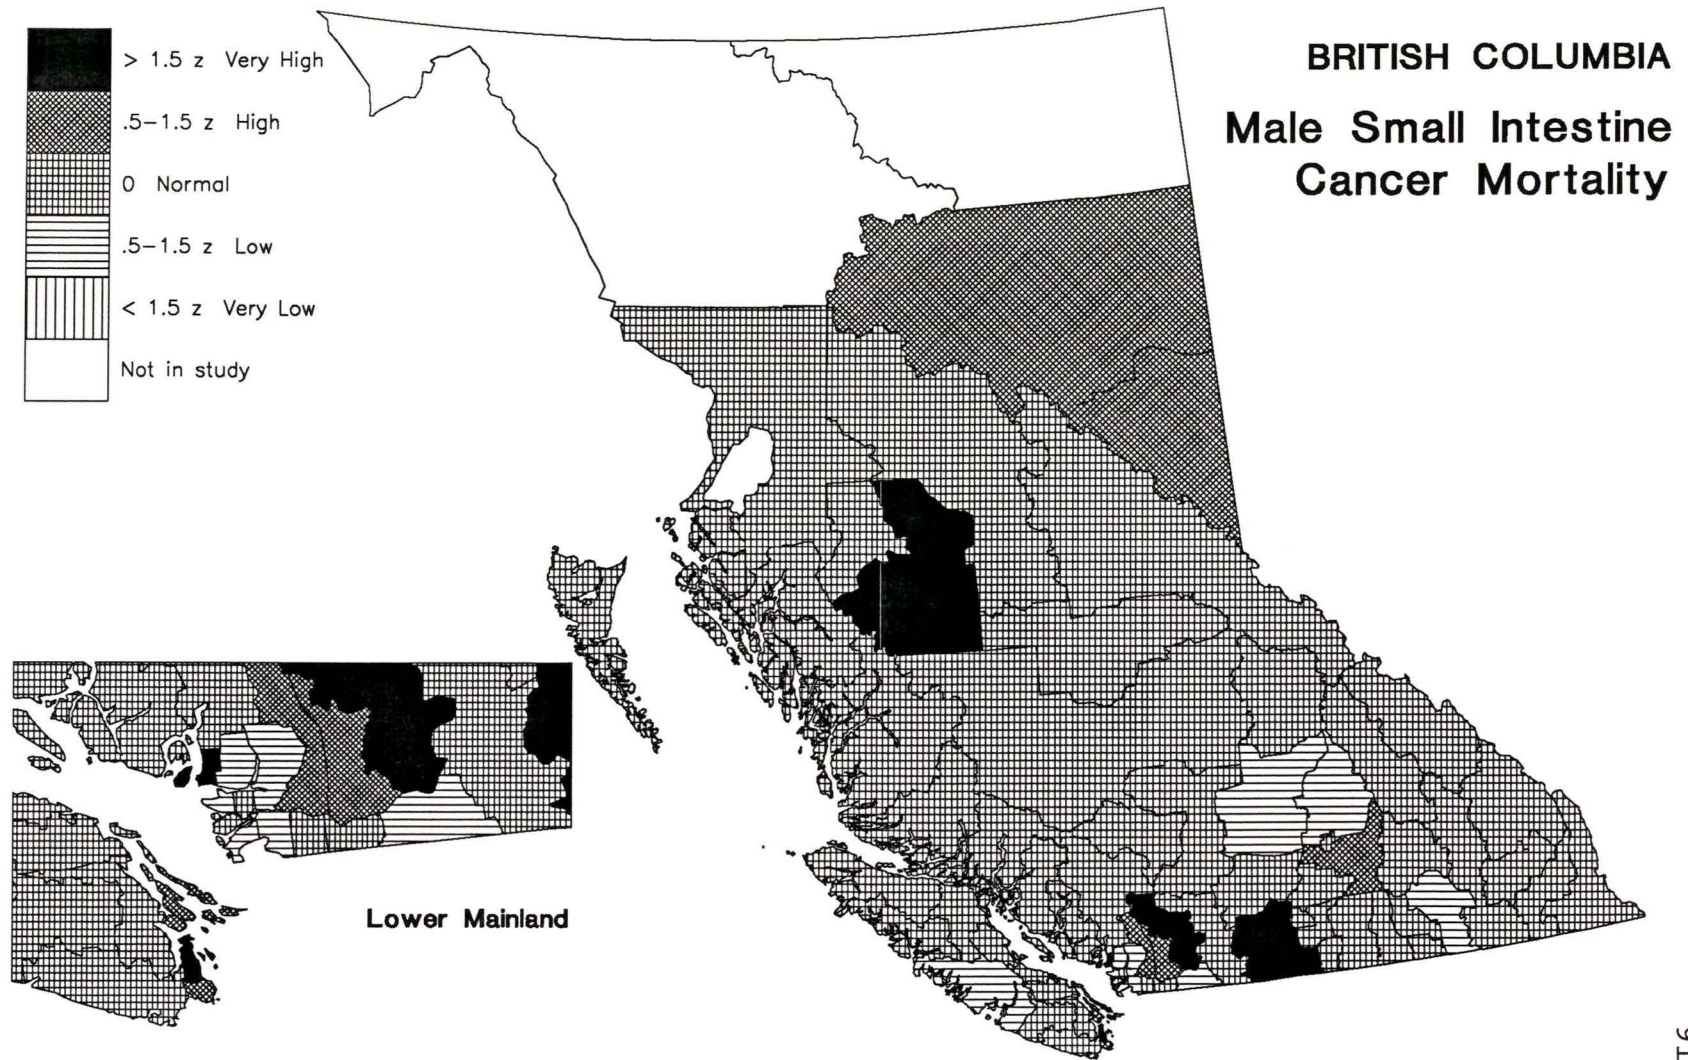 > 1.5 z Very High
.5–1.5 z High
0 Normal
.5–1.5 z Low
< 1.5 z Very Low
Not in study
BRITISH COLUMBIA
Male Small Intestine
Cancer Mortality
Lower Mainland